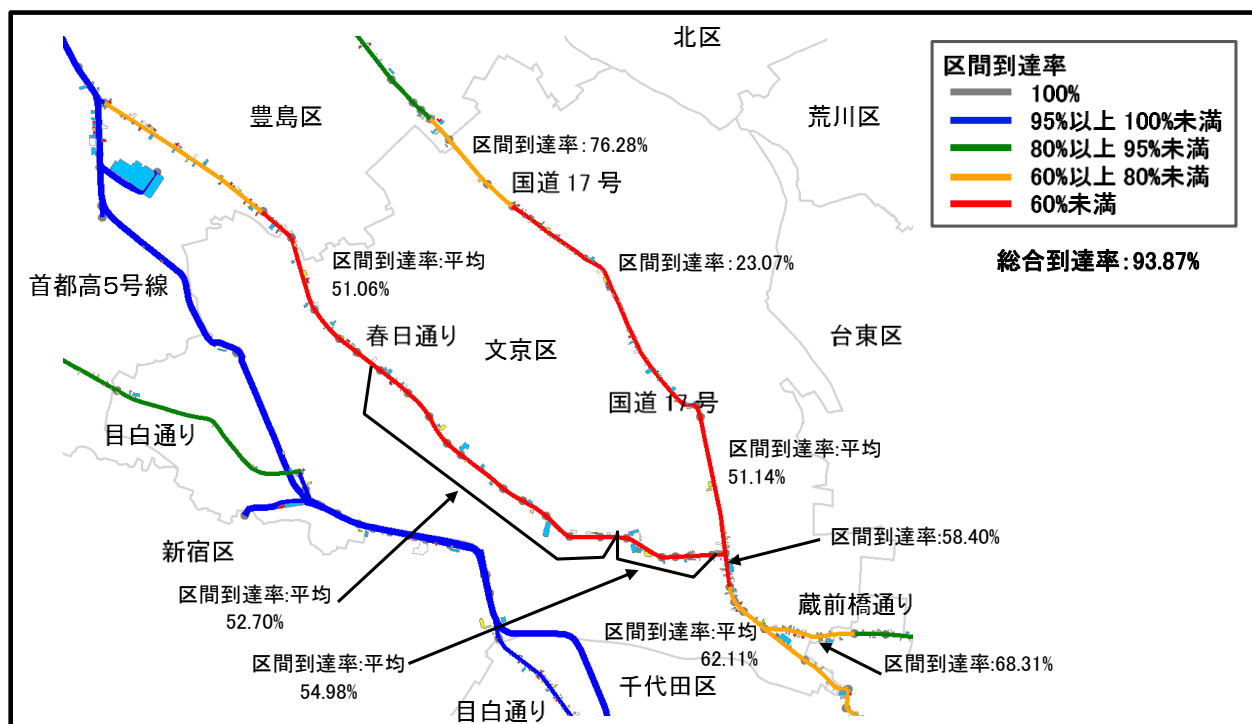 北区
豊島区
荒川区
区間到達率:76.28%
国道 17 号
区間到達率
100%
95%以上 100%未満
80%以上 95%未満
60%以上 80%未満
60%未満
総合到達率:93.87%
区間到達率:平均
51.06%
区間到達率:23.07%
首都高5号線
春日通り
文京区
台東区
国道 17 号
目白通り
区間到達率:平均
51.14%
区間到達率:58.40%
新宿区
区間到達率:平均
52.70%
蔵前橋通り
区間到達率:平均
62.11%
区間到達率:68.31%
区間到達率:平均
54.98%
千代田区
目白通り